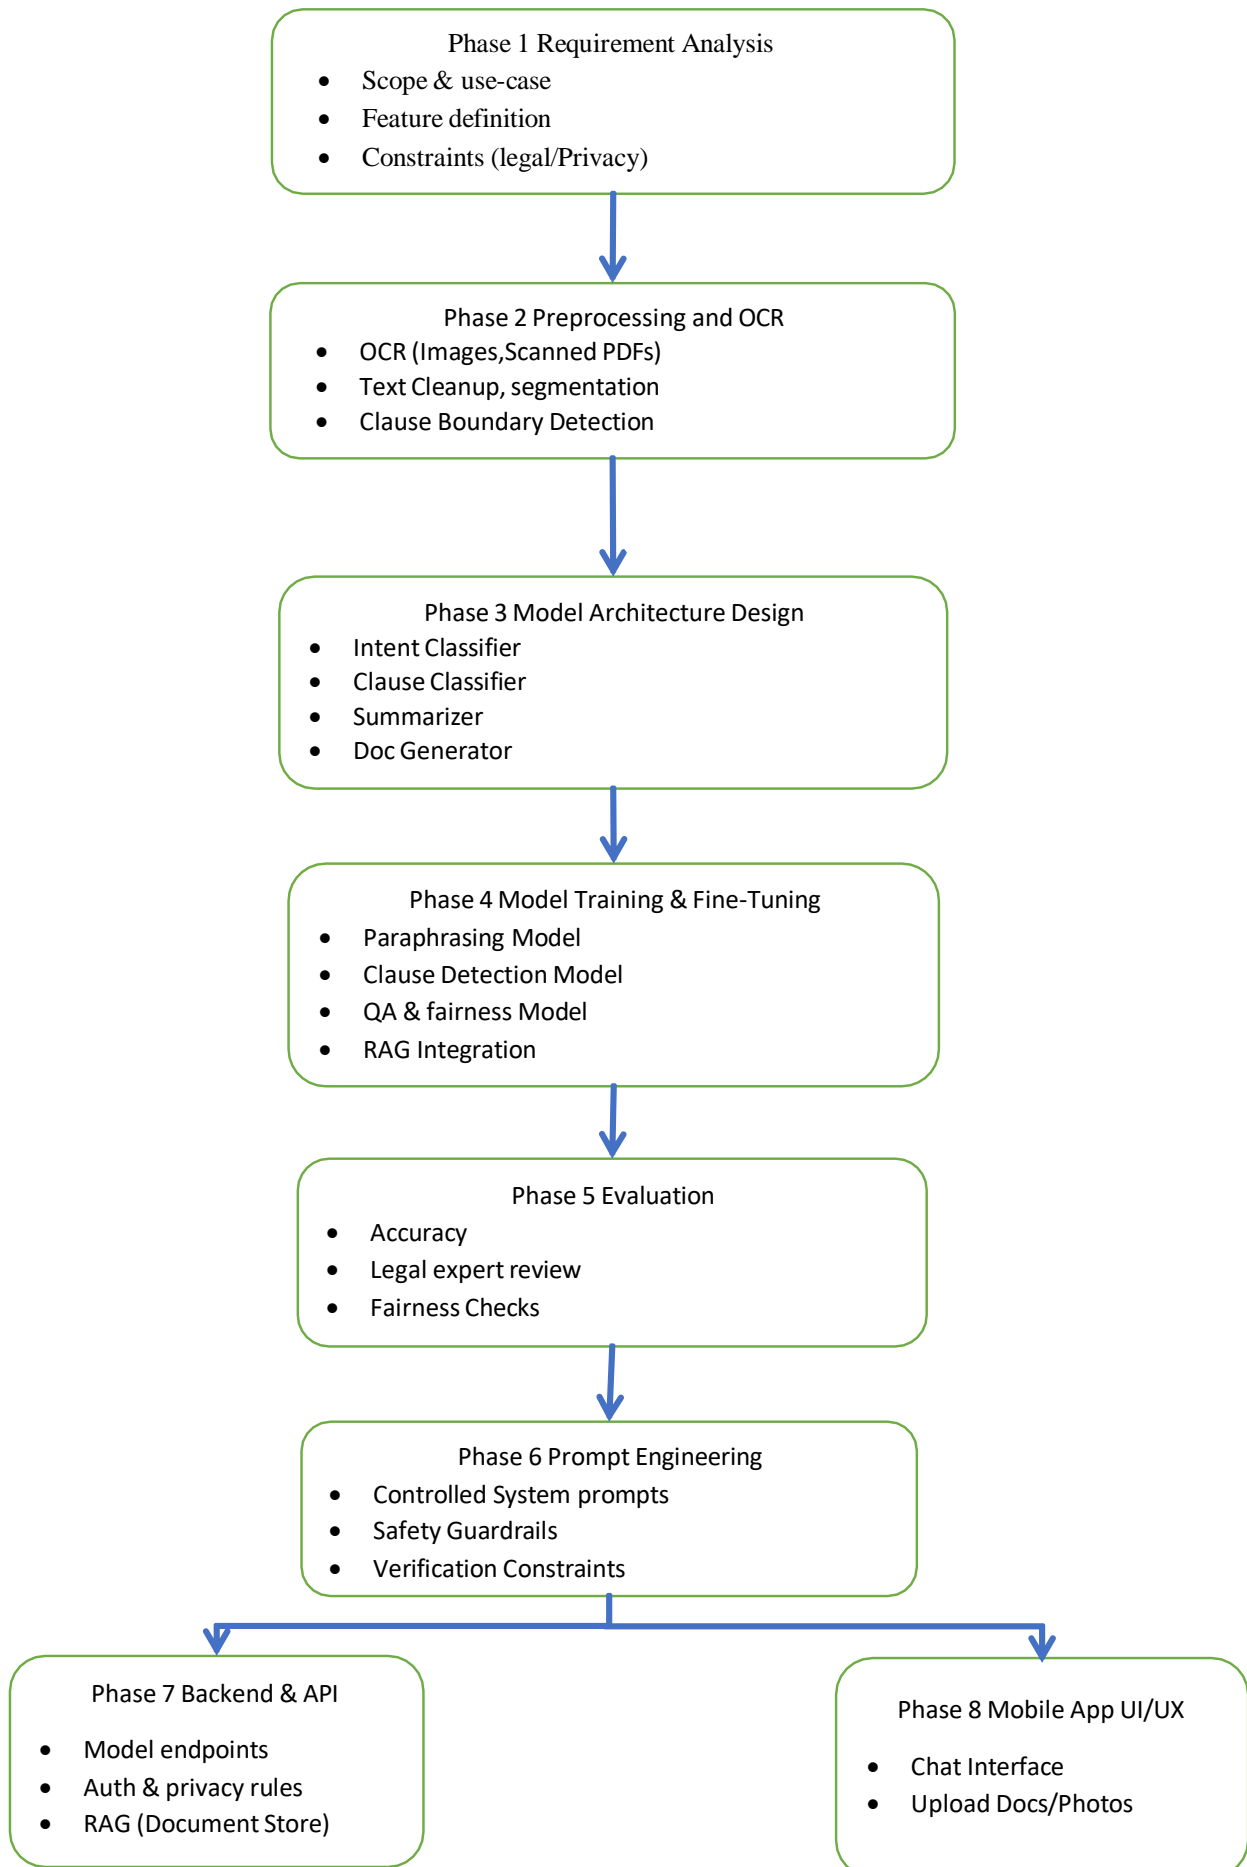 Phase 1 Requirement Analysis
• Scope & use-case
• Feature definition
• Constraints (legal/Privacy)
Phase 2 Preprocessing and OCR
• OCR (Images,Scanned PDFs)
• Text Cleanup, segmentation
• Clause Boundary Detection
Phase 3 Model Architecture Design
• Intent Classifier
• Clause Classifier
• Summarizer
• Doc Generator
Phase 4 Model Training & Fine-Tuning
• Paraphrasing Model
• Clause Detection Model
• QA & fairness Model
• RAG Integration
Phase 5 Evaluation
• Accuracy
• Legal expert review
• Fairness Checks
Phase 6 Prompt Engineering
• Controlled System prompts
• Safety Guardrails
• Verification Constraints
Phase 7 Backend & API
• Model endpoints
• Auth & privacy rules
• RAG (Document Store)
Phase 8 Mobile App UI/UX
• Chat Interface
• Upload Docs/Photos